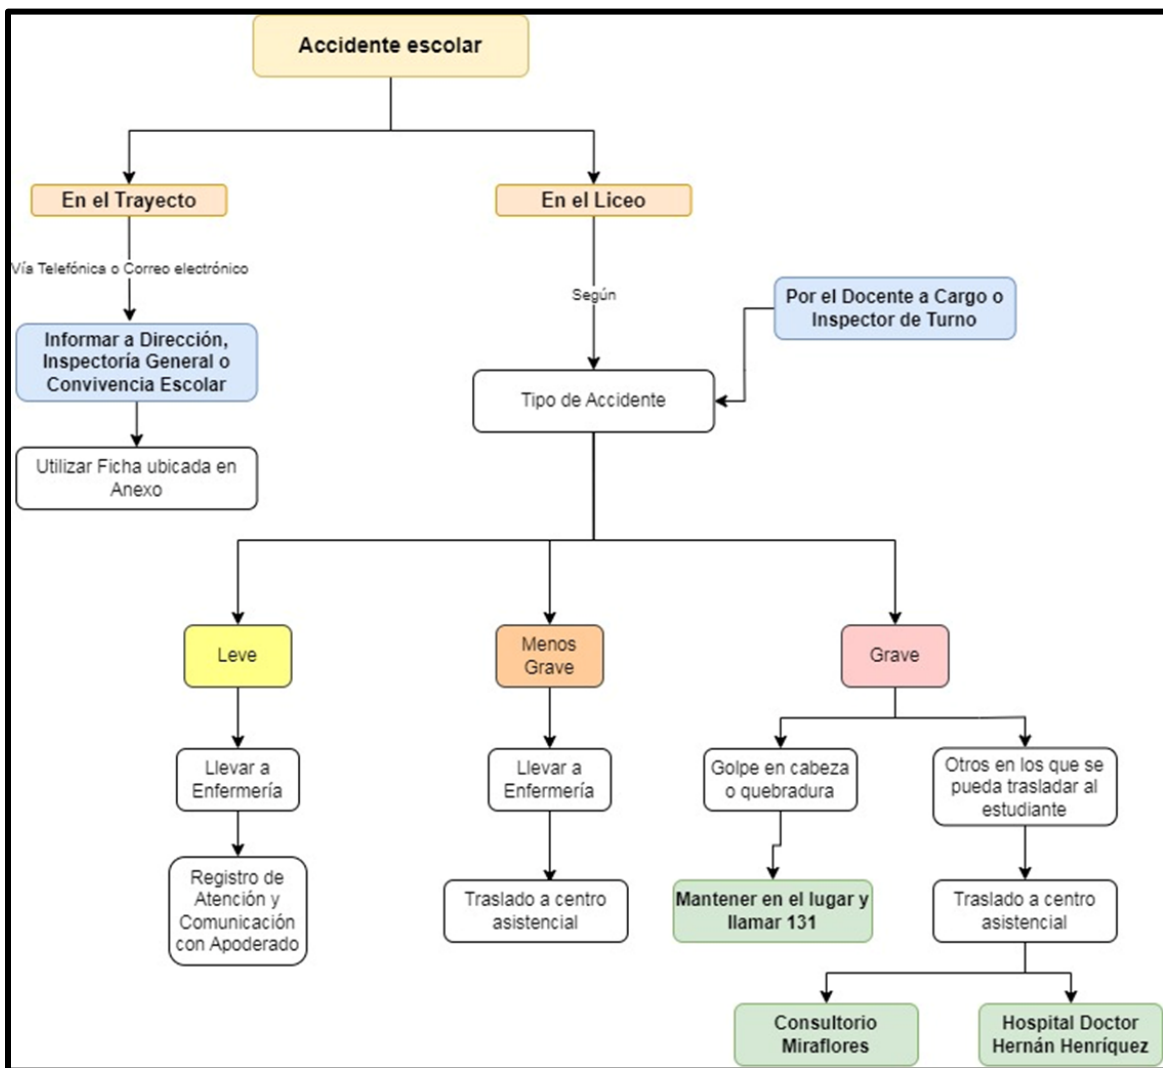 Accidente escolar
En el Trayecto
En el Liceo
Vía Telefónica o Correo electrónico
Según
Por el Docente a Cargo o
Inspector de Turno
Informar a Dirección,
Inspectoría General o
Convivencia Escolar
Tipo de Accidente
Utilizar Ficha ubicada en
Anexo
Leve
Menos
Grave
Grave
Llevar a
Enfermería
Llevar a
Enfermería
Golpe en cabeza
o quebradura
Otros en los que se
pueda trasladar al
estudiante
Registro de
Atención y
Comunicación
con Apoderado
Traslado a centro
asistencial
Mantener en el lugar y
llamar 131
Traslado a centro
asistencial
Consultorio
Miraflores
Hospital Doctor
Hernán Henríquez